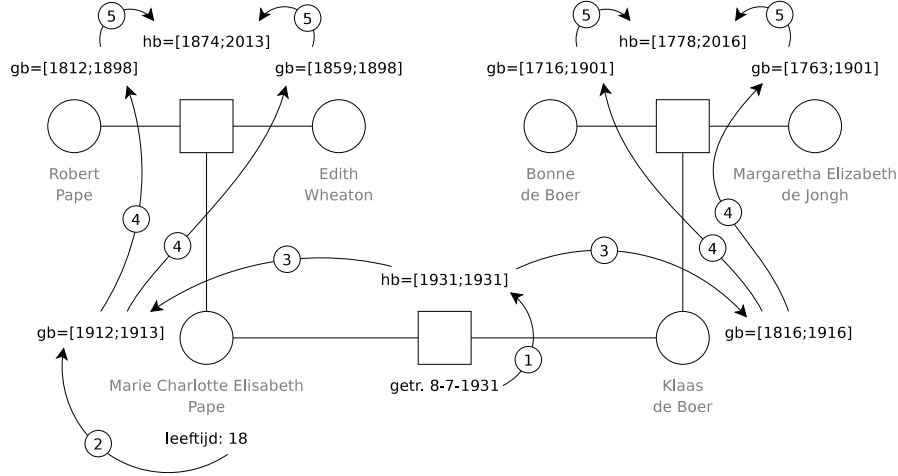 5 5 5 5
hb=[1874;2013] hb=[1778;2016]
gb=[1812;1898] gb=[1859;1898] gb=[1716;1901] gb=[1763;1901]
Robert Edith Bonne Margaretha Elizabeth
Pape Wheaton de Boer de Jongh
4 4 4 4
3 3
hb=[1931;1931]
gb=[1912;1913] gb=[1816;1916]
1
Marie Charlotte Elisabeth getr. 8-7-1931 Klaas
Pape de Boer
2 leeftijd: 18